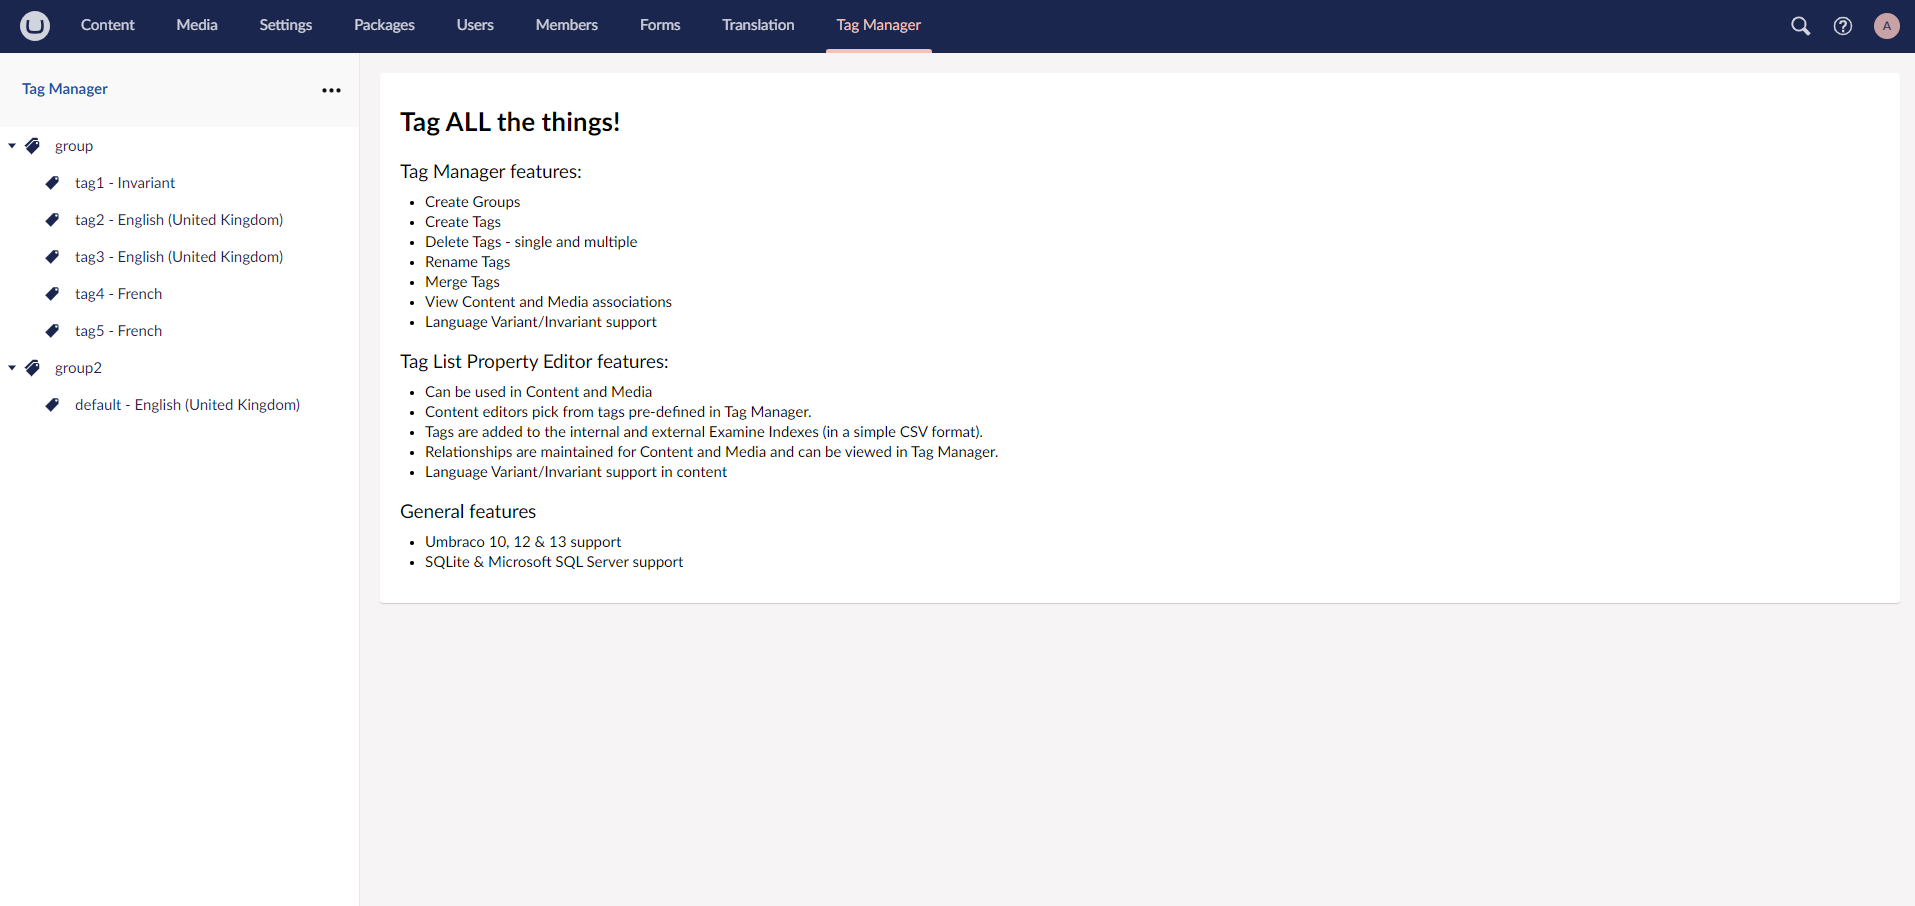 Content Media Settings Packages Users Members Forms Translation Tag Manager A
Tag Manager
group
tag1 - Invariant
tag2 - English (United Kingdom)
tag3 - English (United Kingdom)
tag4 - French
tag5 - French
group2
default - English (United Kingdom)
Tag ALL the things!
Tag Manager features:
• Create Groups
• Create Tags
• Delete Tags - single and multiple
• Rename Tags
• Merge Tags
• View Content and Media associations
• Language Variant/Invariant support
Tag List Property Editor features:
• Can be used in Content and Media
• Content editors pick from tags pre-defined in Tag Manager.
• Tags are added to the internal and external Examine Indexes (in a simple CSV format).
• Relationships are maintained for Content and Media and can be viewed in Tag Manager.
• Language Variant/Invariant support in content
General features
• Umbraco 10, 12 & 13 support
• SQLite & Microsoft SQL Server support